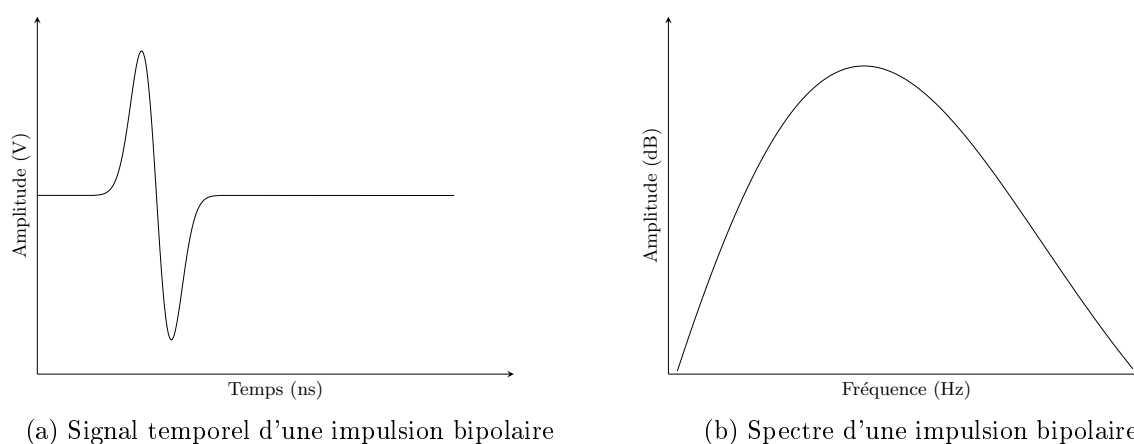 Amplitude (V)
Temps (ns)
(a) Signal temporel d'une impulsion bipolaire
Amplitude (dB)
Fréquence (Hz)
(b) Spectre d'une impulsion bipolaire